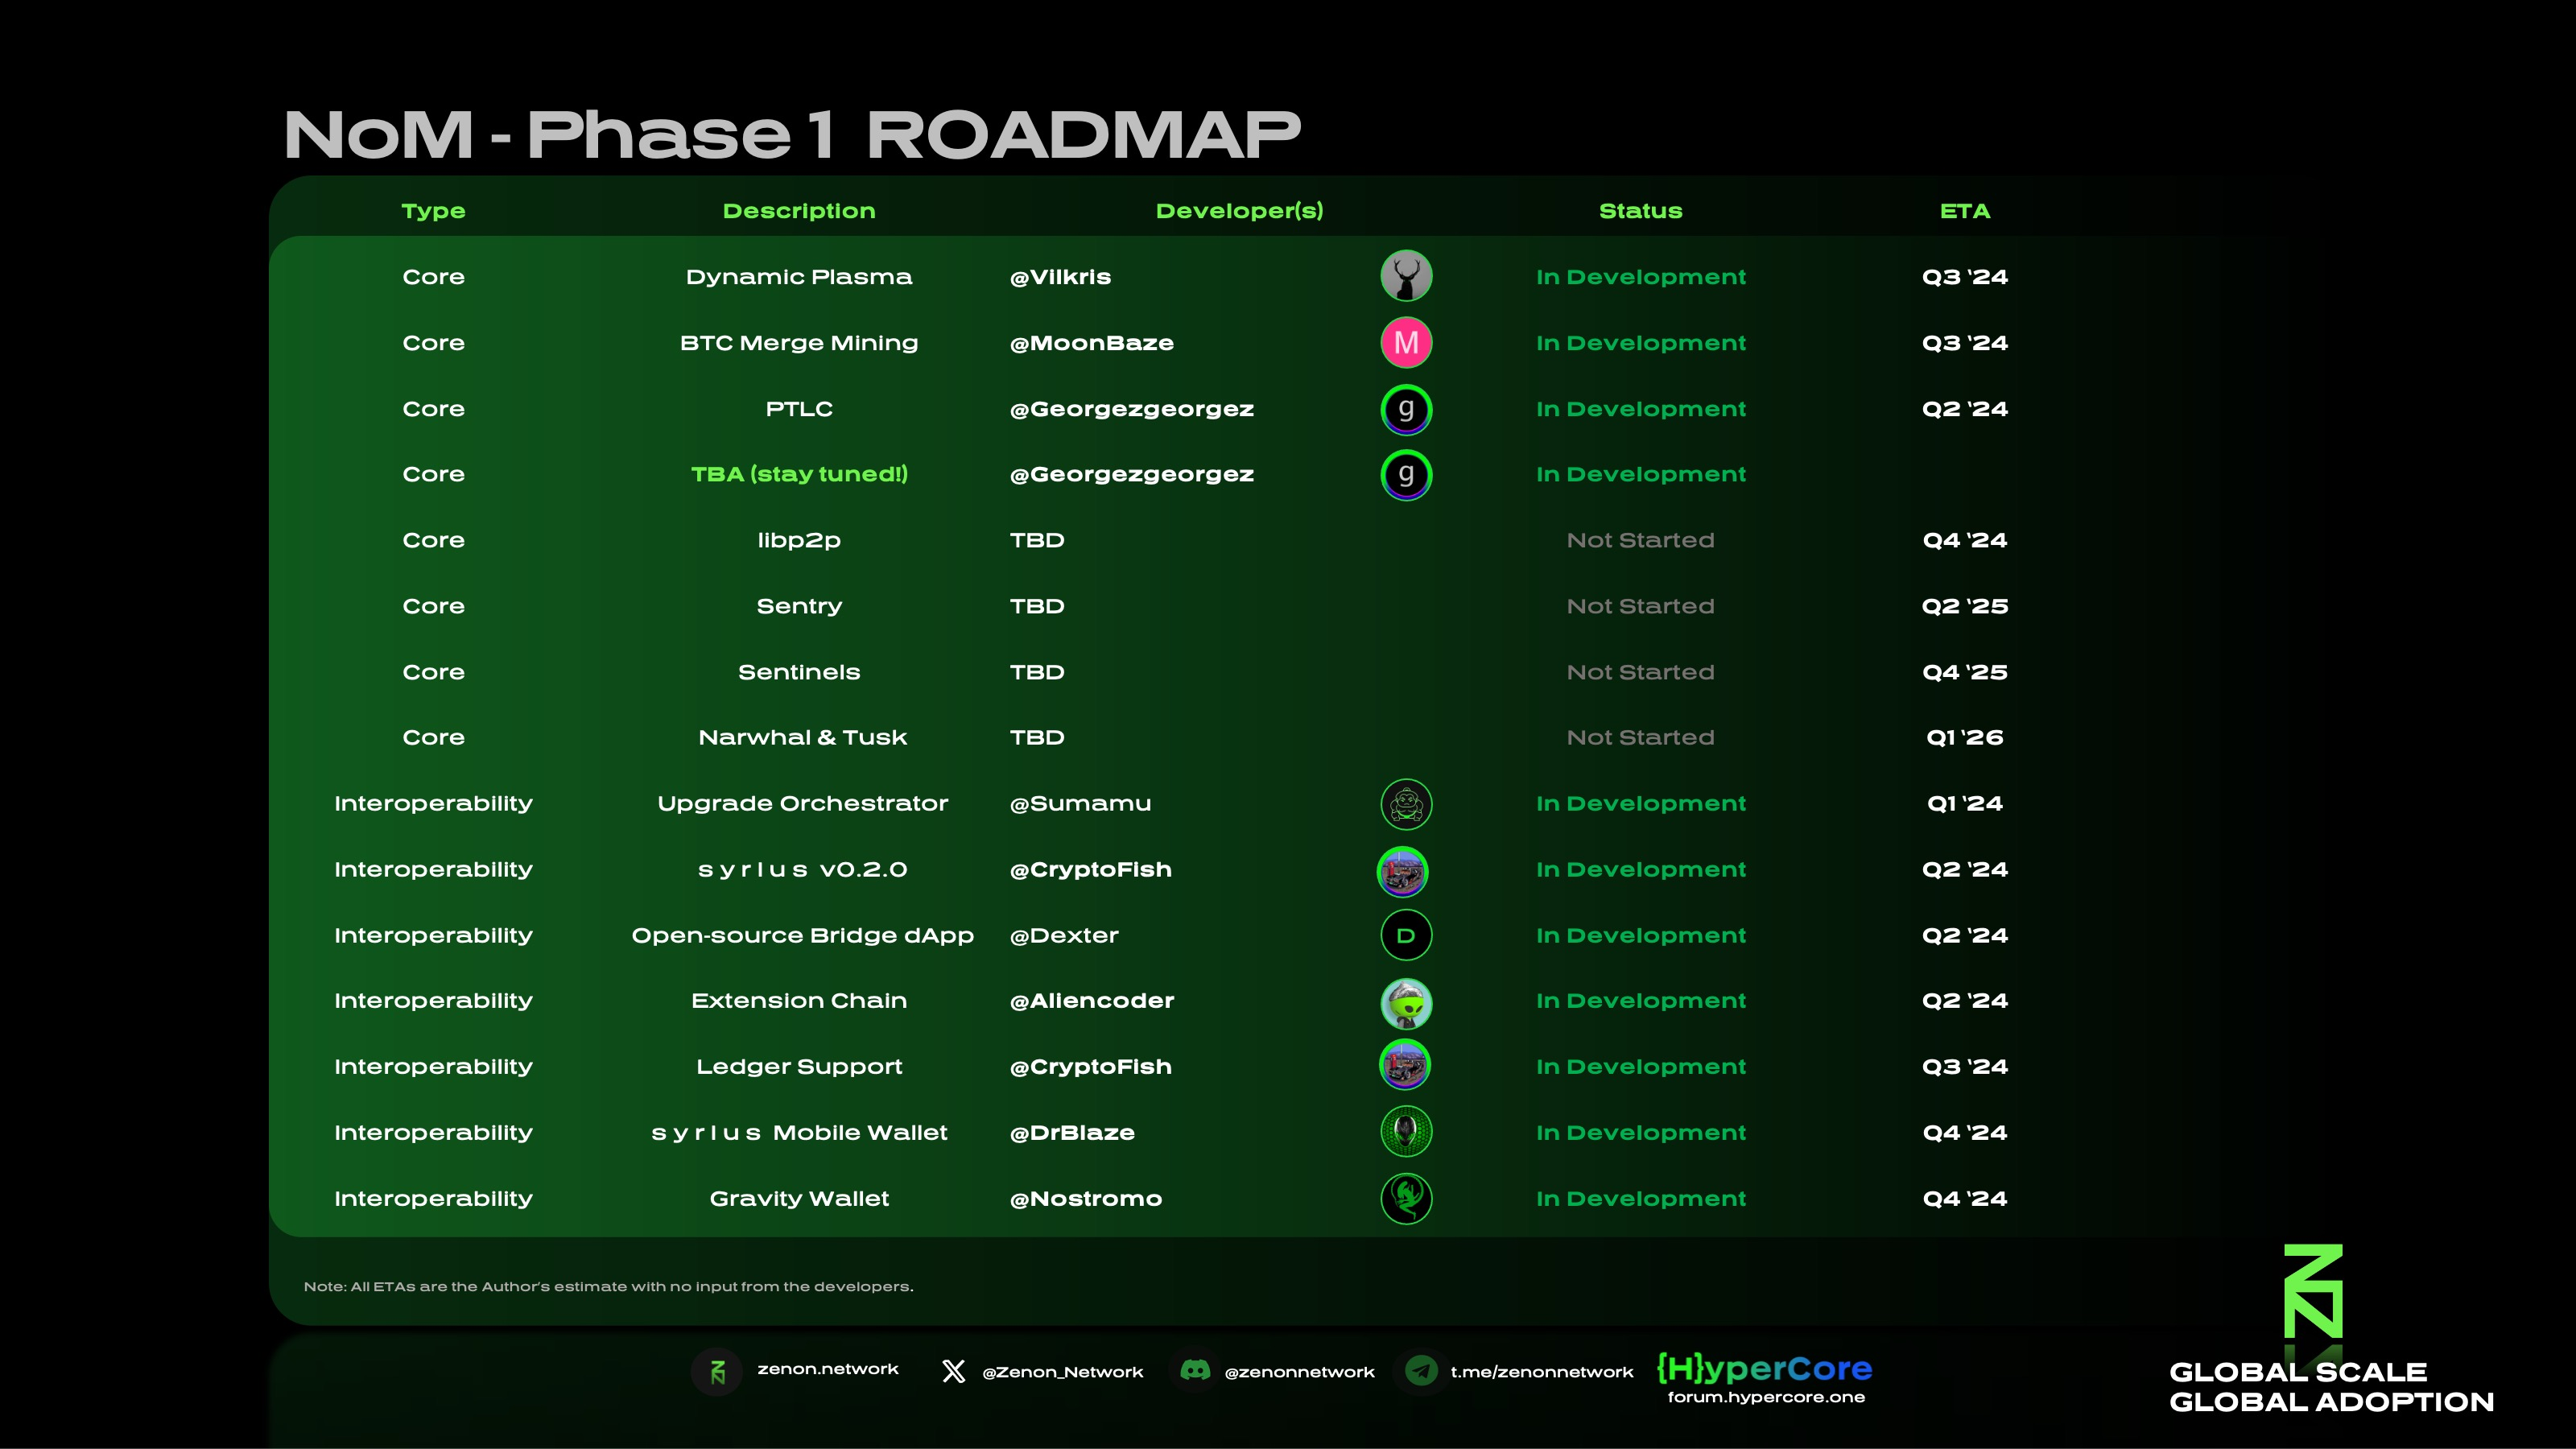 NoM - Phase 1 ROADMAP
Type Description Developer(s) Status ETA
Core Dynamic Plasma @Vilkris In Development Q3 ‘24
Core BTC Merge Mining @MoonBaze M In Development Q3 ‘24
Core PTLC @Georgezgeorgez g In Development Q2 ‘24
Core TBA (stay tuned!) @Georgezgeorgez g In Development
Core libp2p TBD Not Started Q4 ‘24
Core Sentry TBD Not Started Q2 ‘25
Core Sentinels TBD Not Started Q4 ‘25
Core Narwhal & Tusk TBD Not Started Q1 ‘26
Interoperability Upgrade Orchestrator @Sumamu In Development Q1 ‘24
Interoperability s y r I u s v0.2.0 @CryptoFish In Development Q2 ‘24
Interoperability Open-source Bridge dApp @Dexter D In Development Q2 ‘24
Interoperability Extension Chain @Aliencoder In Development Q2 ‘24
Interoperability Ledger Support @CryptoFish In Development Q3 ‘24
Interoperability s y r I u s Mobile Wallet @DrBlaze In Development Q4 ‘24
Interoperability Gravity Wallet @Nostromo In Development Q4 ‘24
Note: All ETAs are the Author’s estimate with no input from the developers.
zenon.network @Zenon_Network @zenonnetwork t.me/zenonnetwork {H}yperCore
forum.hypercore.one
GLOBAL SCALE
GLOBAL ADOPTION